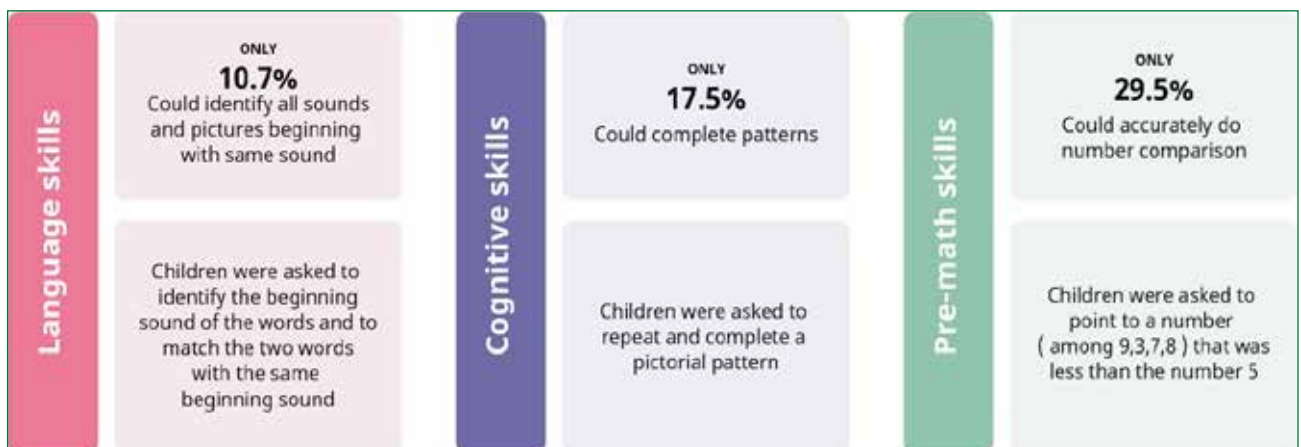 Language skills
ONLY
10.7%
Could identify all sounds
and pictures beginning
with same sound
Children were asked to
identify the beginning
sound of the words and to
match the two words
with the same
beginning sound
Cognitive skills
ONLY
17.5%
Could complete patterns
Children were asked to
repeat and complete a
pictorial pattern
Pre-math skills
ONLY
29.5%
Could accurately do
number comparison
Children were asked to
point to a number
( among 9,3,7,8 ) that was
less than the number 5